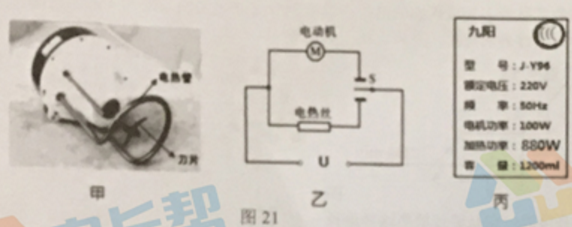 电热管
刀片
甲
电动机
M
S
电热丝
U
乙
九阳
型 号：J-Y96
额定电压：220V
频 率：50Hz
电机功率：100W
加热功率：880W
容 量：1200ml
丙
图 21